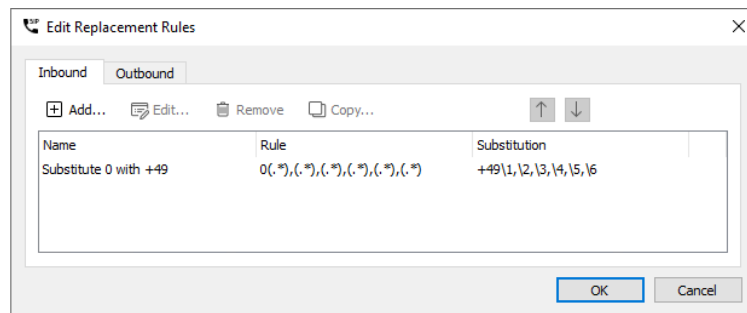 SIP Edit Replacement Rules
Inbound Outbound
Add... Edit... Remove Copy...
Name Rule Substitution
Substitute 0 with +49 0(.*),(.*),(.*),(.*),(.*),(.*) +49\1,\2,\3,\4,\5,\6
OK Cancel